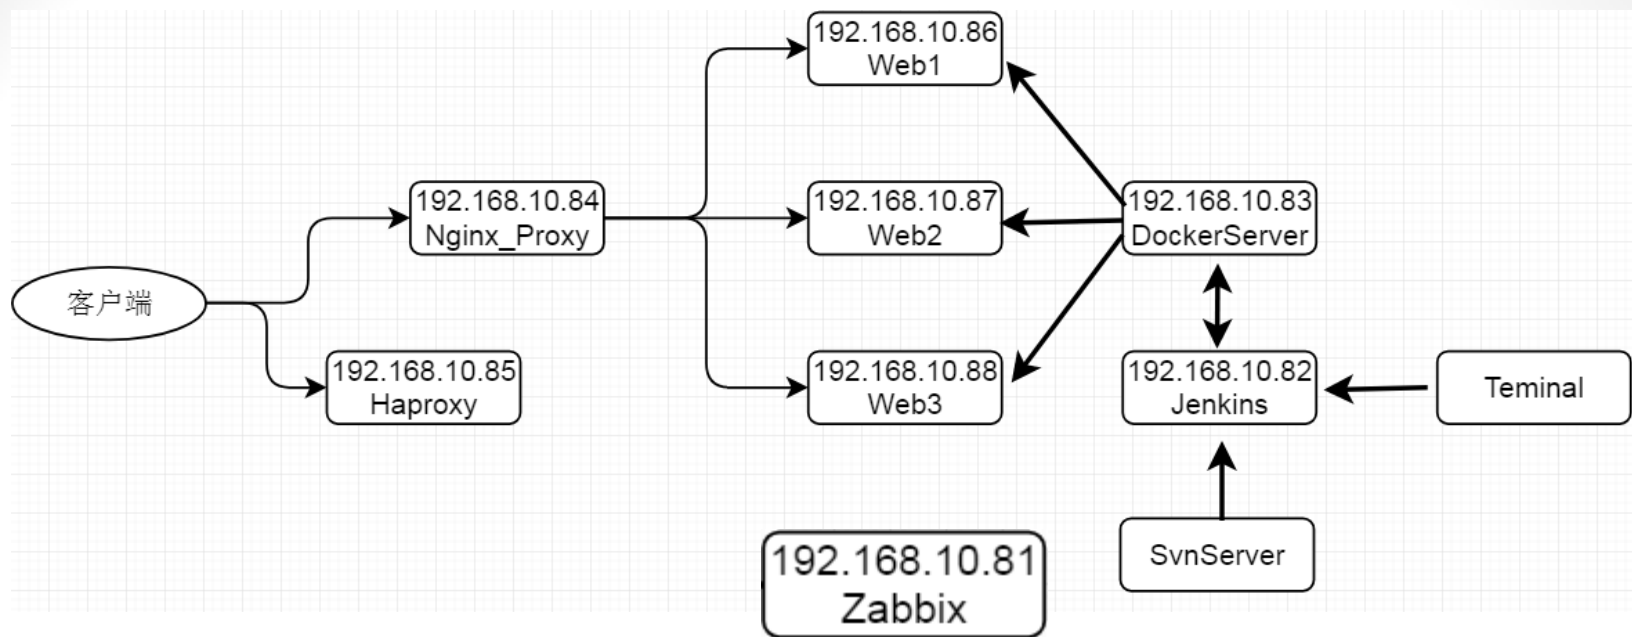 192.168.10.86
Web1
192.168.10.84
Nginx_Proxy
192.168.10.87
Web2
192.168.10.83
DockerServer
客户端
192.168.10.85
Haproxy
192.168.10.88
Web3
192.168.10.82
Jenkins
Teminal
192.168.10.81
Zabbix
SvnServer